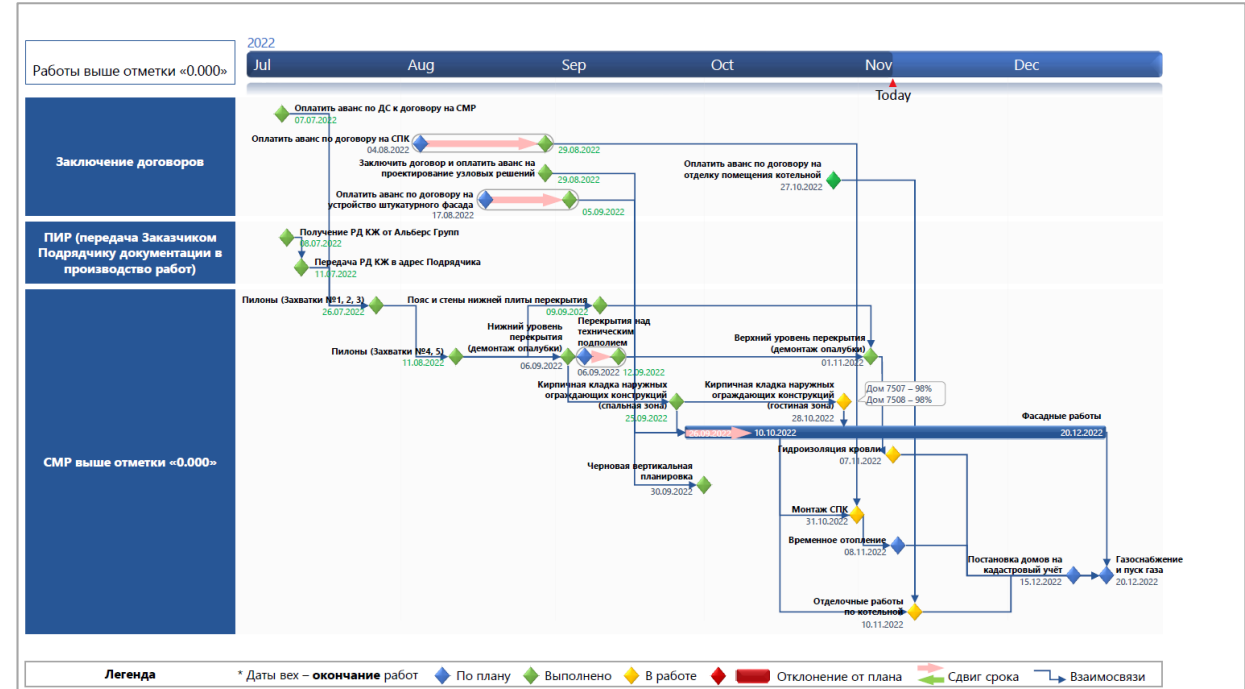 2022
Работы выше отметки «0.000»
Jul Aug Sep Oct Nov Dec
Today
Заключение договоров
Оплатить аванс по ДС к договору на СМР
07.07.2022
Оплатить аванс по договору на СПК
04.08.2022
29.08.2022
Заключить договор и оплатить аванс на
проектирование узловых решений
29.08.2022
Оплатить аванс по договору на
отделку помещения котельной
27.10.2022
Оплатить аванс по договору на
устройство штукатурного фасада
17.08.2022
05.09.2022
ПИР (передача Заказчиком
Подрядчику документации в
производство работ)
Получение РД КЖ от Альберс Групп
08.07.2022
Передача РД КЖ в адрес Подрядчика
11.07.2022
СМР выше отметки «0.000»
Пилоны (Захватки №1, 2, 3)
26.07.2022
Пояс и стены нижней плиты перекрытия
09.09.2022
Пилоны (Захватки №4, 5)
11.08.2022
Нижний уровень
перекрытия
(демонтаж опалубки)
06.09.2022
Перекрытия над
техническим
подполием
06.09.2022 12.09.2022
Верхний уровень перекрытия
(демонтаж опалубки)
01.11.2022
Кирпичная кладка наружных
ограждающих конструкций
(спальная зона)
25.09.2022
Кирпичная кладка наружных
ограждающих конструкций
(гостиная зона)
28.10.2022
Дом 7507 – 98%
Дом 7508 – 98%
Фасадные работы
26.09.2022 10.10.2022 20.12.2022
Гидроизоляция кровли
07.11.2022
Черновая вертикальная
планировка
30.09.2022
Монтаж СПК
31.10.2022
Временное отопление
08.11.2022
Постановка домов на
кадастровый учёт
15.12.2022
Газоснабжение
и пуск газа
20.12.2022
Отделочные работы
по котельной
10.11.2022
Легенда * Даты вех – окончание работ По плану Выполнено В работе Отклонение от плана Сдвиг срока Взаимосвязи